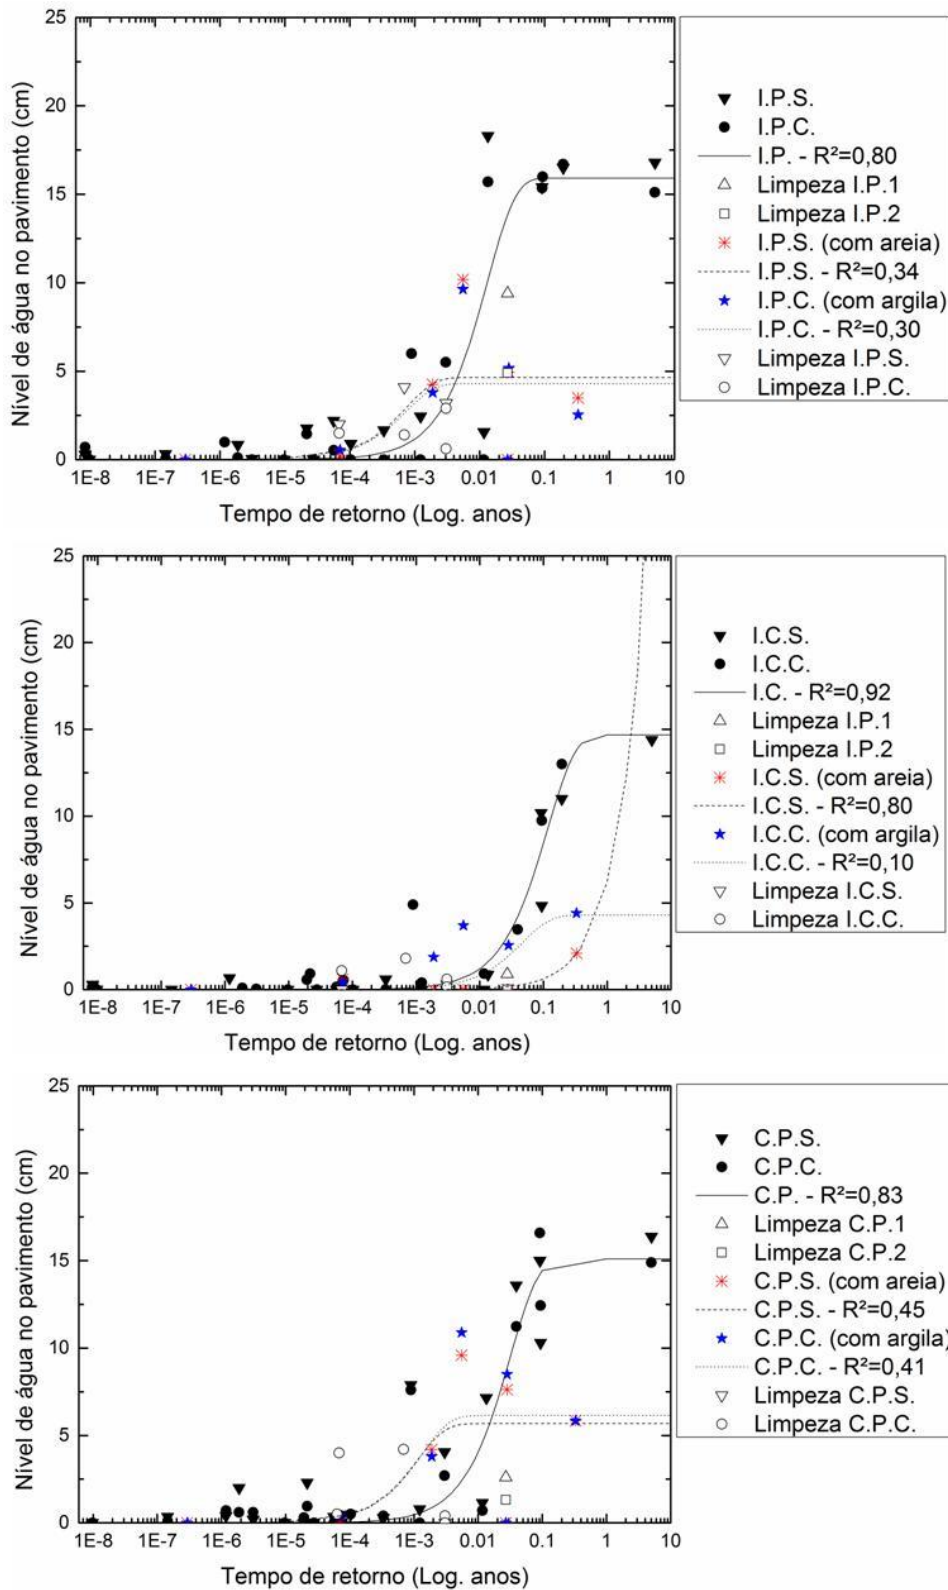 25
20
15
10
5
0
Nível de água no pavimento (cm)
1E-8 1E-7 1E-6 1E-5 1E-4 1E-3 0.01 0.1 1 10
Tempo de retorno (Log. anos)
I.P.S.
I.P.C.
I.P. - R²=0,80
Limpeza I.P.1
Limpeza I.P.2
I.P.S. (com areia)
I.P.S. - R²=0,34
I.P.C. (com argila)
I.P.C. - R²=0,30
Limpeza I.P.S.
Limpeza I.P.C.
25
20
15
10
5
0
Nível de água no pavimento (cm)
1E-8 1E-7 1E-6 1E-5 1E-4 1E-3 0.01 0.1 1 10
Tempo de retorno (Log. anos)
I.C.S.
I.C.C.
I.C. - R²=0,92
Limpeza I.P.1
Limpeza I.P.2
I.C.S. (com areia)
I.C.S. - R²=0,80
I.C.C. (com argila)
I.C.C. - R²=0,10
Limpeza I.C.S.
Limpeza I.C.C.
25
20
15
10
5
0
Nível de água no pavimento (cm)
1E-8 1E-7 1E-6 1E-5 1E-4 1E-3 0.01 0.1 1 10
Tempo de retorno (Log. anos)
C.P.S.
C.P.C.
C.P. - R²=0,83
Limpeza C.P.1
Limpeza C.P.2
C.P.S. (com areia)
C.P.S. - R²=0,45
C.P.C. (com argila)
C.P.C. - R²=0,41
Limpeza C.P.S.
Limpeza C.P.C.